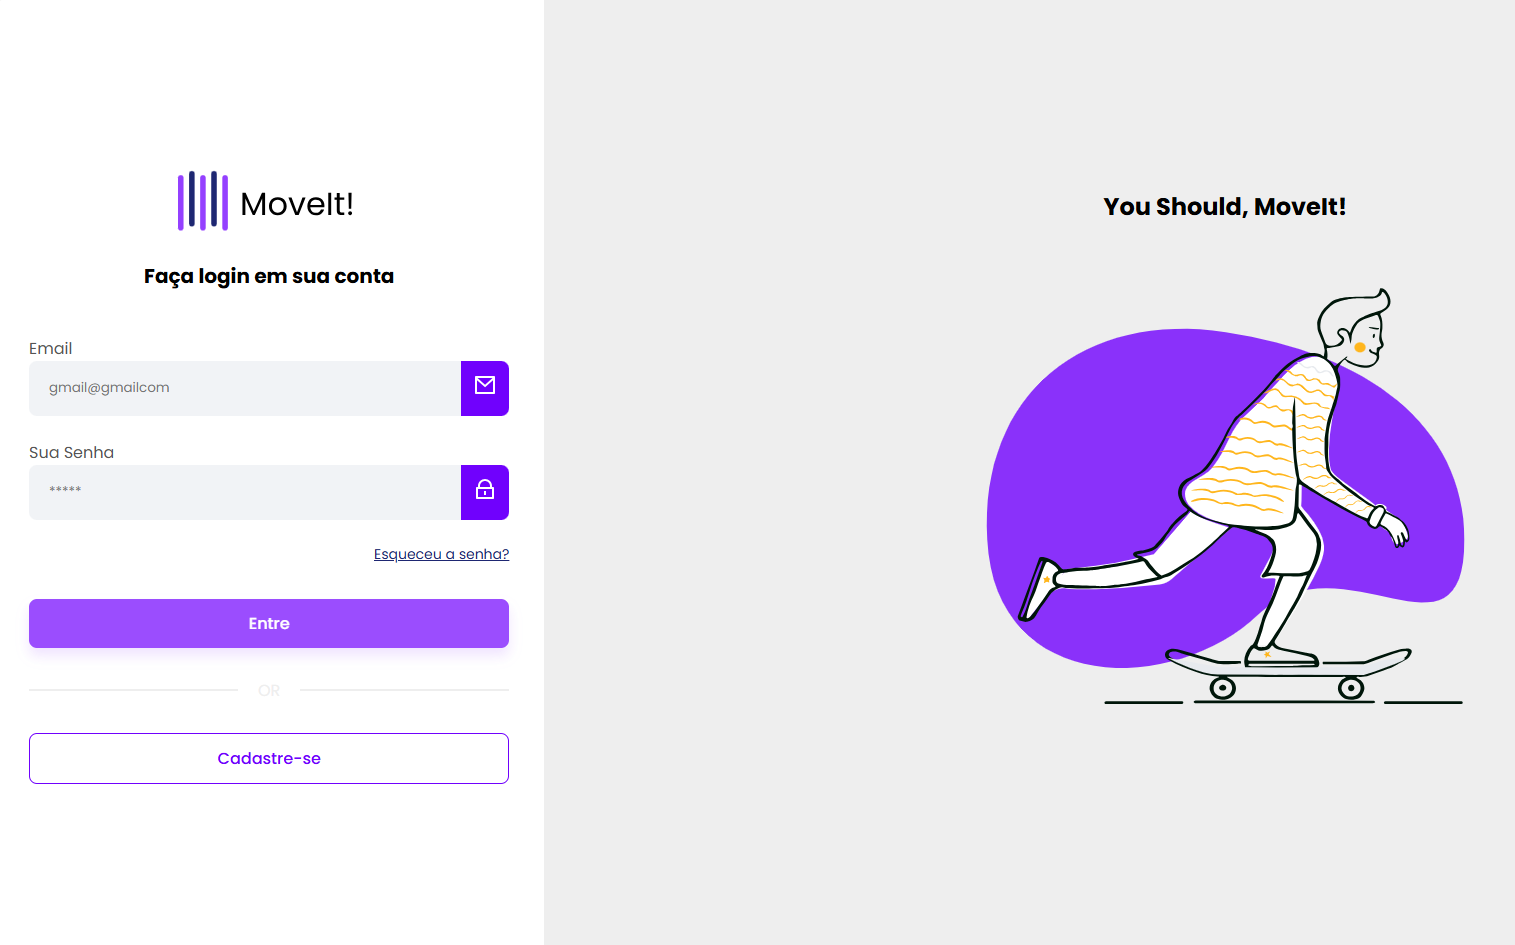 MoveIt!
Faça login em sua conta
Email
gmail@gmailcom
Sua Senha
*****
Esqueceu a senha?
Entre
OR
Cadastre-se
You Should, MoveIt!